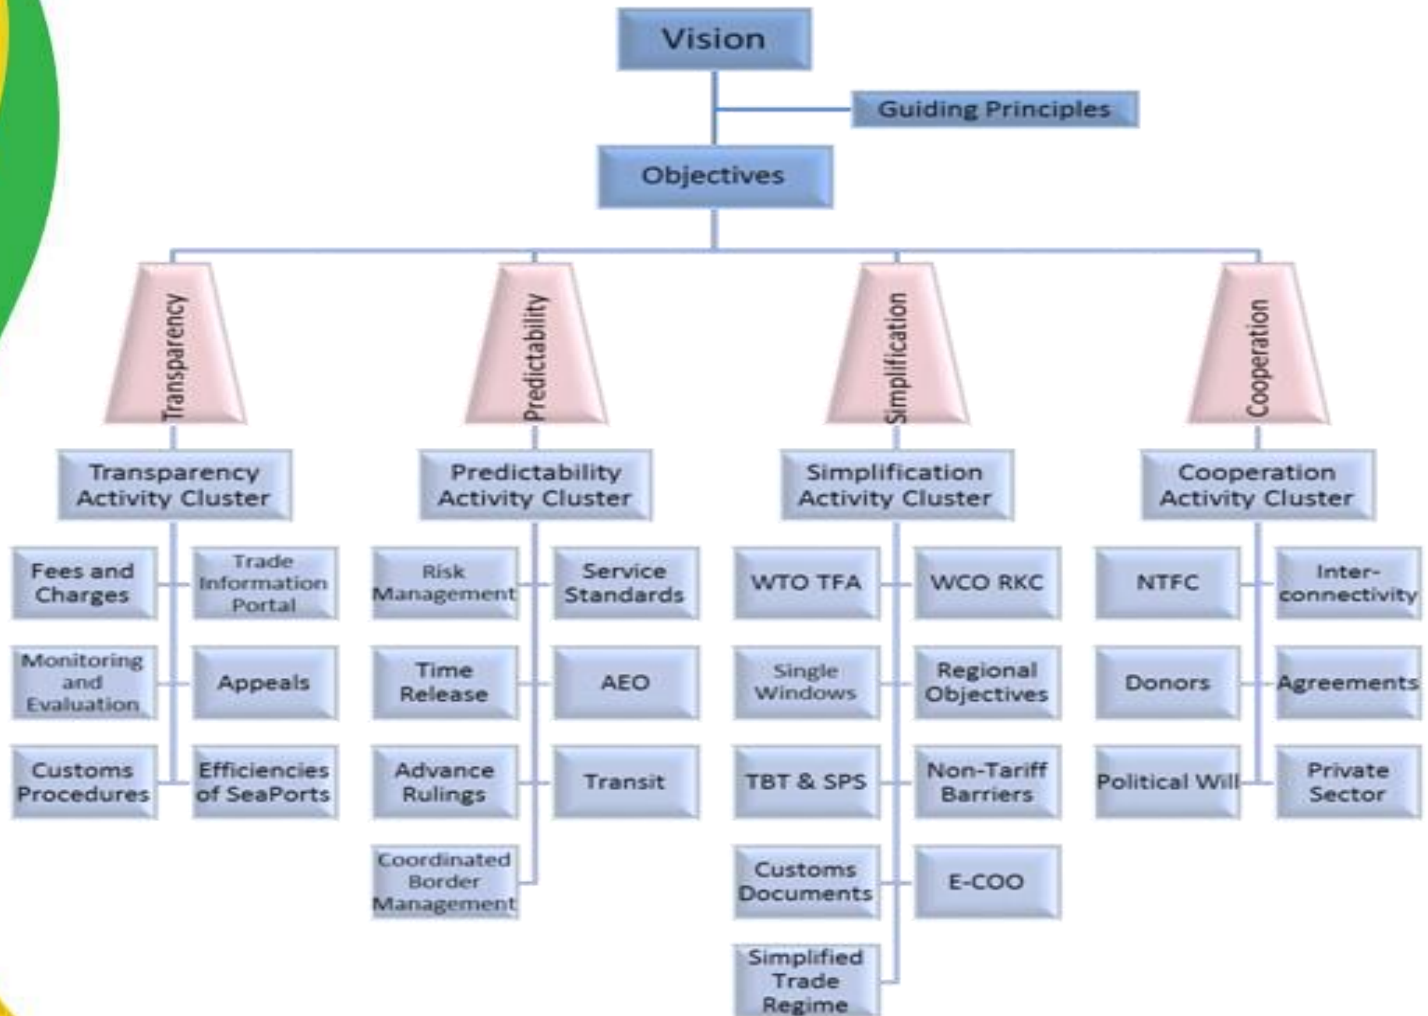 Vision
Guiding Principles
Objectives
Transparency
Predictability
Simplification
Cooperation
Transparency
Activity Cluster
Predictability
Activity Cluster
Simplification
Activity Cluster
Cooperation
Activity Cluster
Fees and
Charges
Trade
Information
Portal
Monitoring
and
Evaluation
Appeals
Customs
Procedures
Efficiencies
of SeaPorts
Risk
Management
Service
Standards
Time
Release
AEO
Advance
Rulings
Transit
Coordinated
Border
Management
WTO TFA
WCO RKC
Single
Windows
Regional
Objectives
TBT & SPS
Non-Tariff
Barriers
Customs
Documents
E-COO
Simplified
Trade
Regime
NTFC
Inter-
connectivity
Donors
Agreements
Political Will
Private
Sector